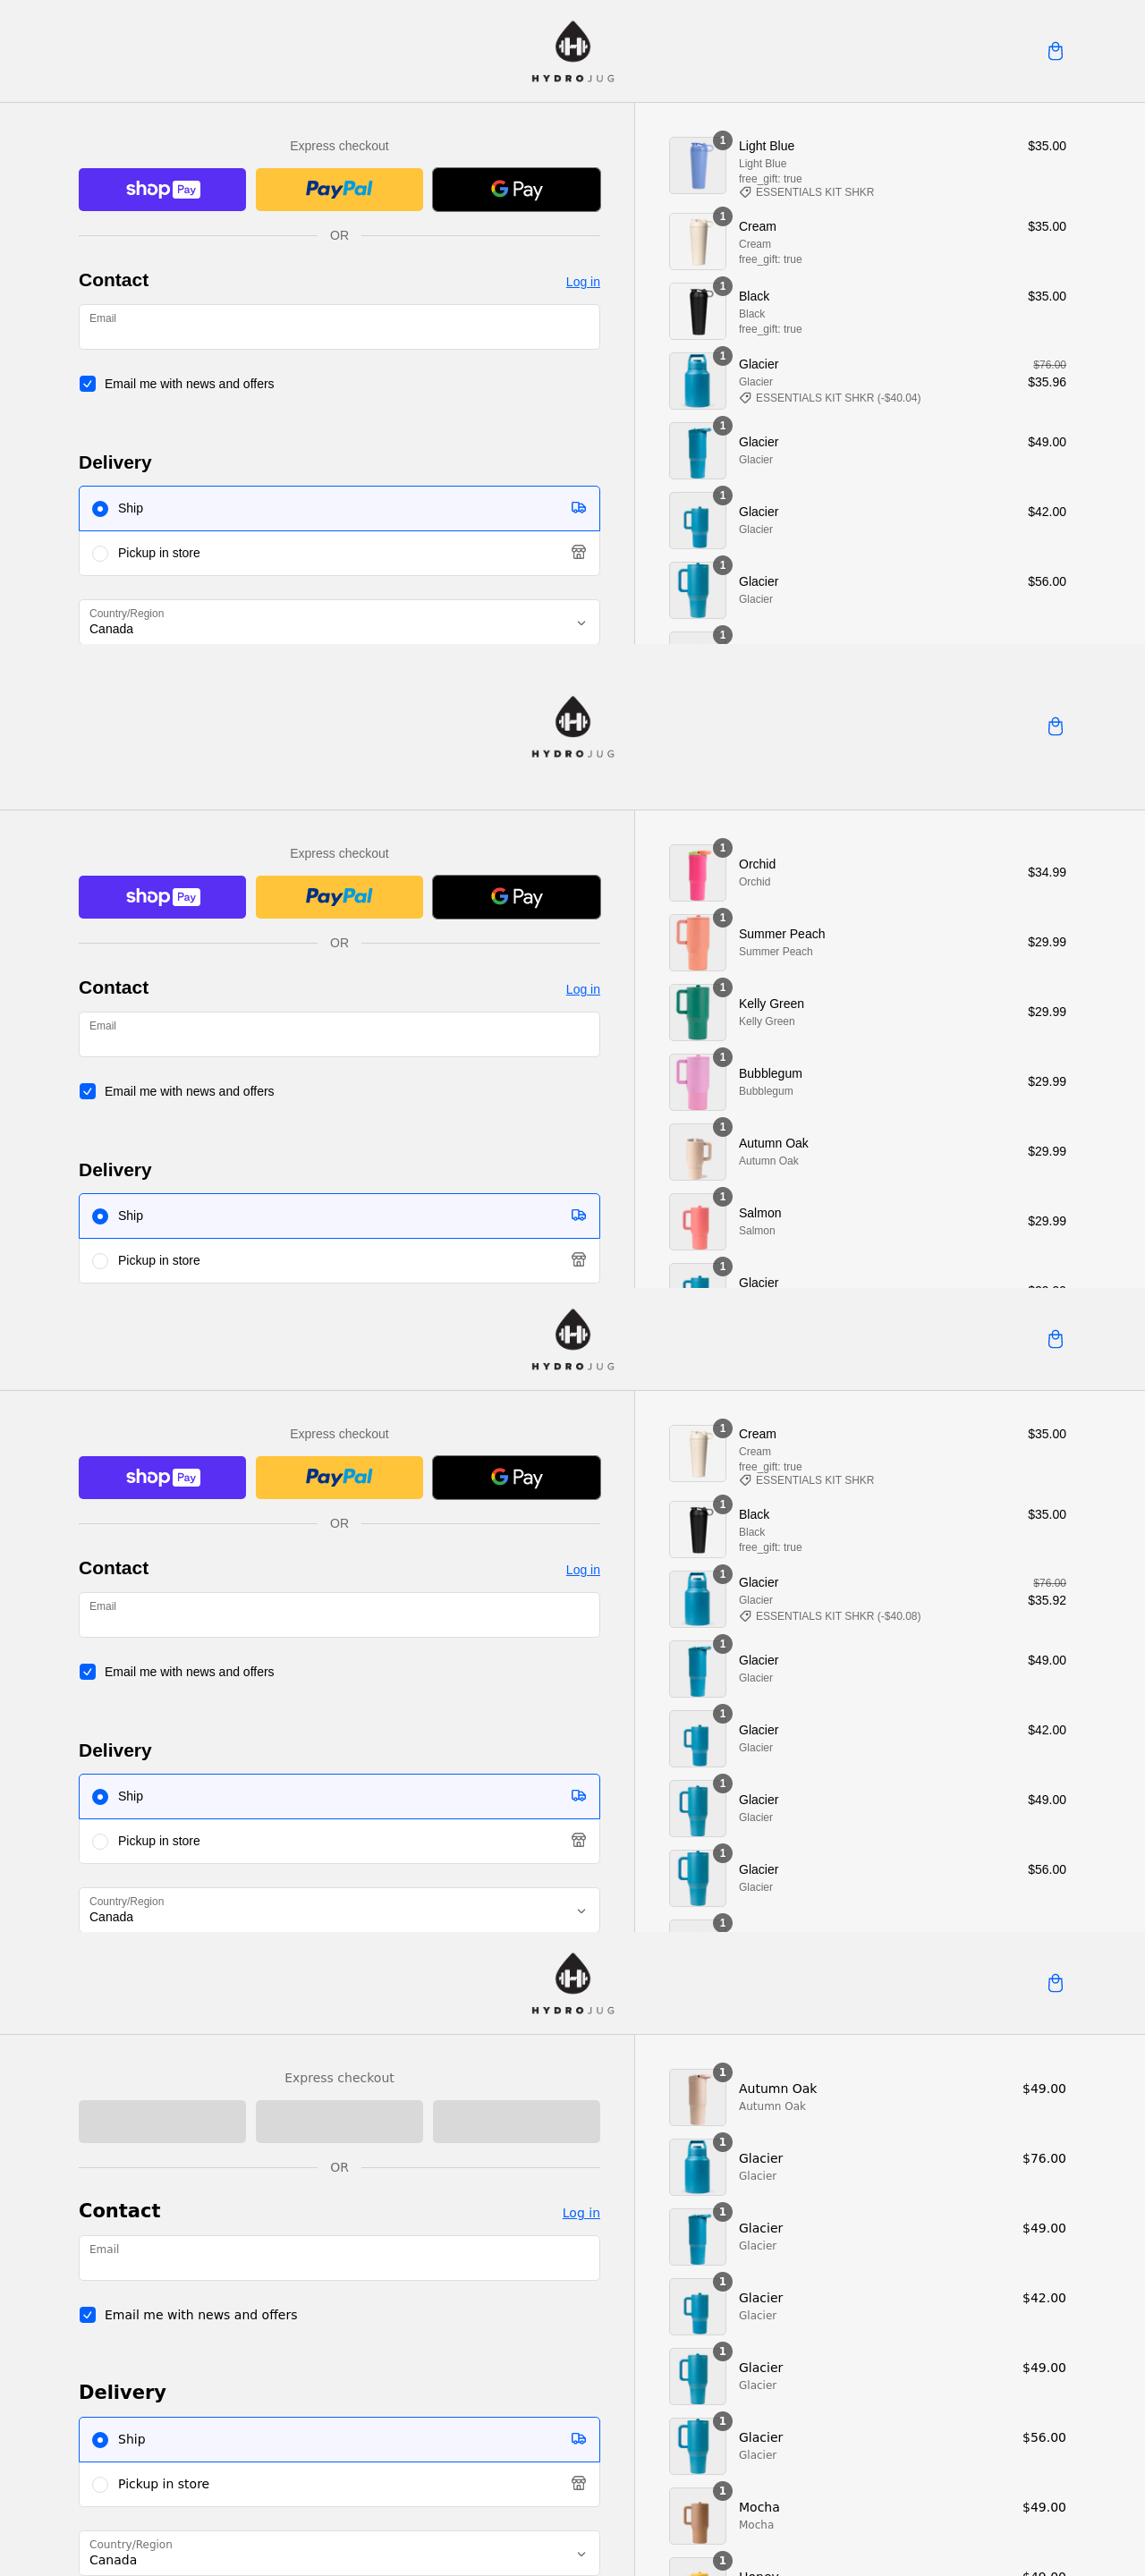 HYDROJUG
Express checkout
shop Pay
PayPal
G Pay
OR
Contact
Log in
Email
Email me with news and offers
Delivery
Ship
Pickup in store
Country/Region
Canada
1
Light Blue
$35.00
Light Blue
free_gift: true
ESSENTIALS KIT SHKR
1
Cream
$35.00
Cream
free_gift: true
1
Black
$35.00
Black
free_gift: true
1
Glacier
$76.00
Glacier
$35.96
ESSENTIALS KIT SHKR (-$40.04)
1
Glacier
$49.00
Glacier
1
Glacier
$42.00
Glacier
1
Glacier
$56.00
Glacier
1
HYDROJUG
Express checkout
shop Pay
PayPal
G Pay
OR
Contact
Log in
Email
Email me with news and offers
Delivery
Ship
Pickup in store
1
Orchid
$34.99
Orchid
1
Summer Peach
$29.99
Summer Peach
1
Kelly Green
$29.99
Kelly Green
1
Bubblegum
$29.99
Bubblegum
1
Autumn Oak
$29.99
Autumn Oak
1
Salmon
$29.99
Salmon
1
Glacier
HYDROJUG
Express checkout
shop Pay
PayPal
G Pay
OR
Contact
Log in
Email
Email me with news and offers
Delivery
Ship
Pickup in store
Country/Region
Canada
1
Cream
$35.00
Cream
free_gift: true
ESSENTIALS KIT SHKR
1
Black
$35.00
Black
free_gift: true
1
Glacier
$76.00
Glacier
$35.92
ESSENTIALS KIT SHKR (-$40.08)
1
Glacier
$49.00
Glacier
1
Glacier
$42.00
Glacier
1
Glacier
$49.00
Glacier
1
Glacier
$56.00
Glacier
1
HYDROJUG
Express checkout
OR
Contact
Log in
Email
Email me with news and offers
Delivery
Ship
Pickup in store
Country/Region
Canada
1
Autumn Oak
$49.00
Autumn Oak
1
Glacier
$76.00
Glacier
1
Glacier
$49.00
Glacier
1
Glacier
$42.00
Glacier
1
Glacier
$49.00
Glacier
1
Glacier
$56.00
Glacier
1
Mocha
$49.00
Mocha
1